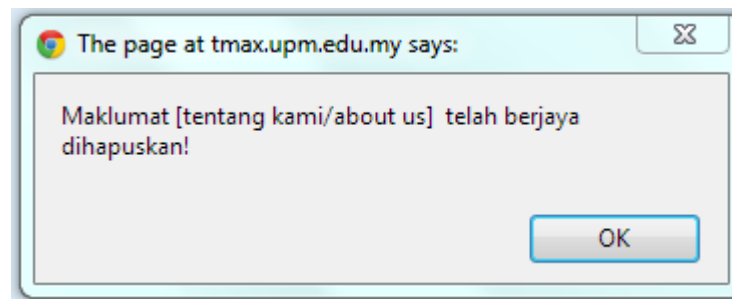 The page at tmax.upm.edu.my says:
Maklumat [tentang kami/about us]  telah berjaya
dihapuskan!
OK